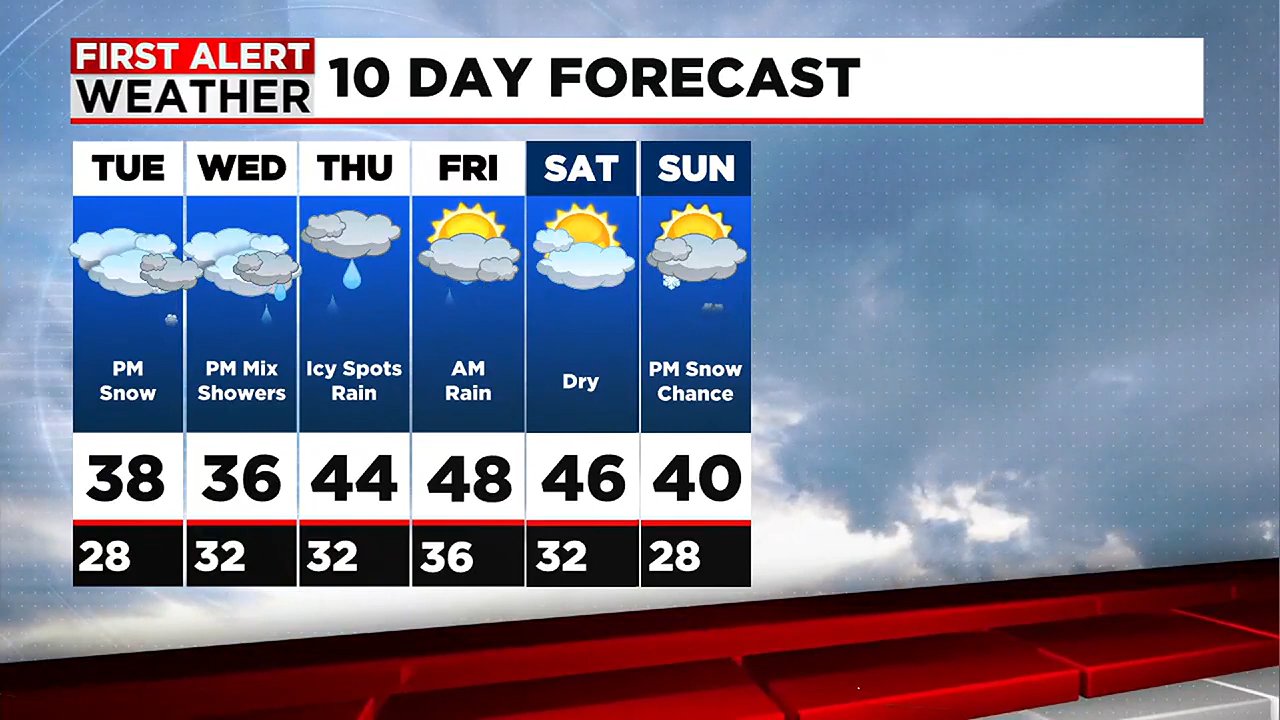 FIRST ALERT
WEATHER
10 DAY FORECAST
TUE WED THU FRI SAT SUN
PM
Snow
PM Mix
Showers
Icy Spots
Rain
AM
Rain
Dry
PM Snow
Chance
38 36 44 48 46 40
28 32 32 36 32 28